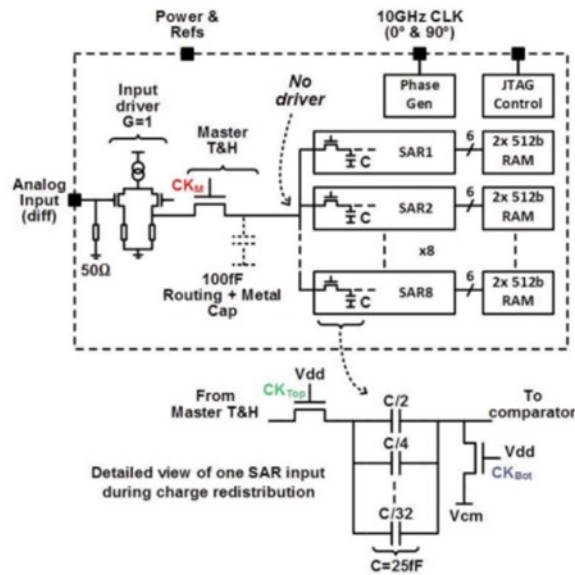 Power &
Refs
10GHz CLK
(0° & 90°)
Input
driver
G=1
No
driver
Phase
Gen
JTAG
Control
Master
T&H
CKM
Analog
Input
(diff)
50Ω
100fF
Routing + Metal
Cap
C
SAR1
6
2x 512b
RAM
C
SAR2
6
2x 512b
RAM
x8
C
SAR8
6
2x 512b
RAM
From
Master T&H
CKTop
Vdd
C/2
C/4
C/32
C=25fF
To
comparator
Vdd
CKBot
Vcm
Detailed view of one SAR input
during charge redistribution